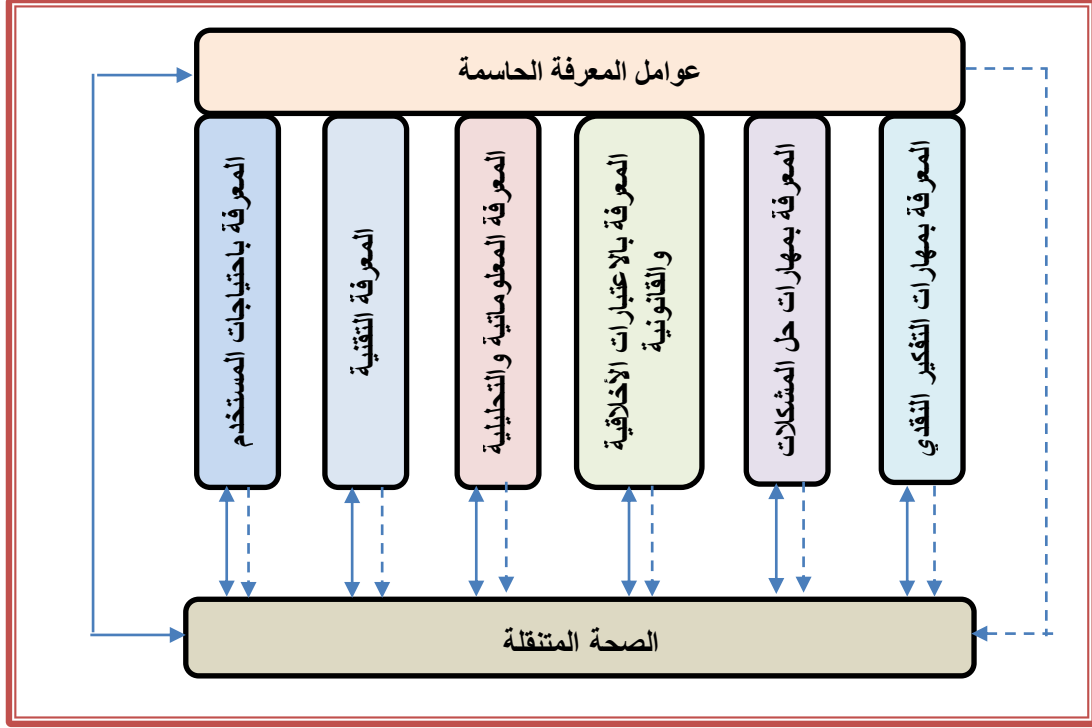 عوامل المعرفة الحاسمة
المعرفة بمهارات التفكير النقدي
المعرفة بمهارات حل المشكلات
المعرفة بالاعتبارات الأخلاقية
والقانونية
المعرفة المعلوماتية والتحليلية
المعرفة التقنية
المعرفة باحتياجات المستخدم
الصحة المتنقلة